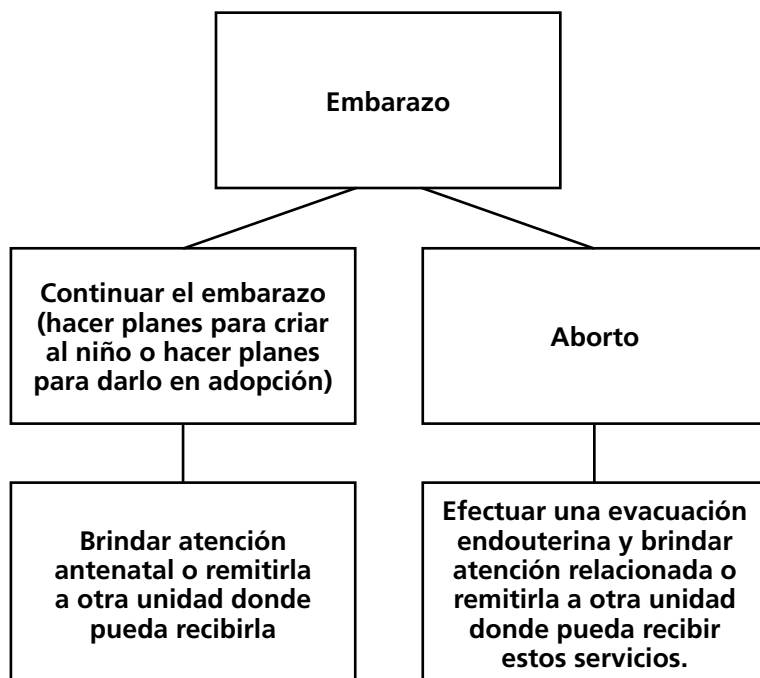 Embarazo
Continuar el embarazo
(hacer planes para criar
al niño o hacer planes
para darlo en adopción)
Aborto
Brindar atención
antenatal o remitirla
a otra unidad donde
pueda recibirla
Efectuar una evacuación
endouterina y brindar
atención relacionada o
remitirla a otra unidad
donde pueda recibir
estos servicios.